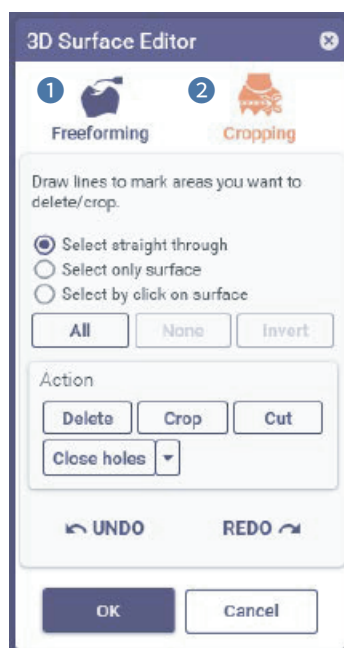 3D Surface Editor
1 2
Freeforming Cropping
Draw lines to mark areas you want to
delete/crop.
Select straight through
Select only surface
Select by click on surface
All None Invert
Action
Delete Crop Cut
Close holes
UNDO REDO
OK Cancel